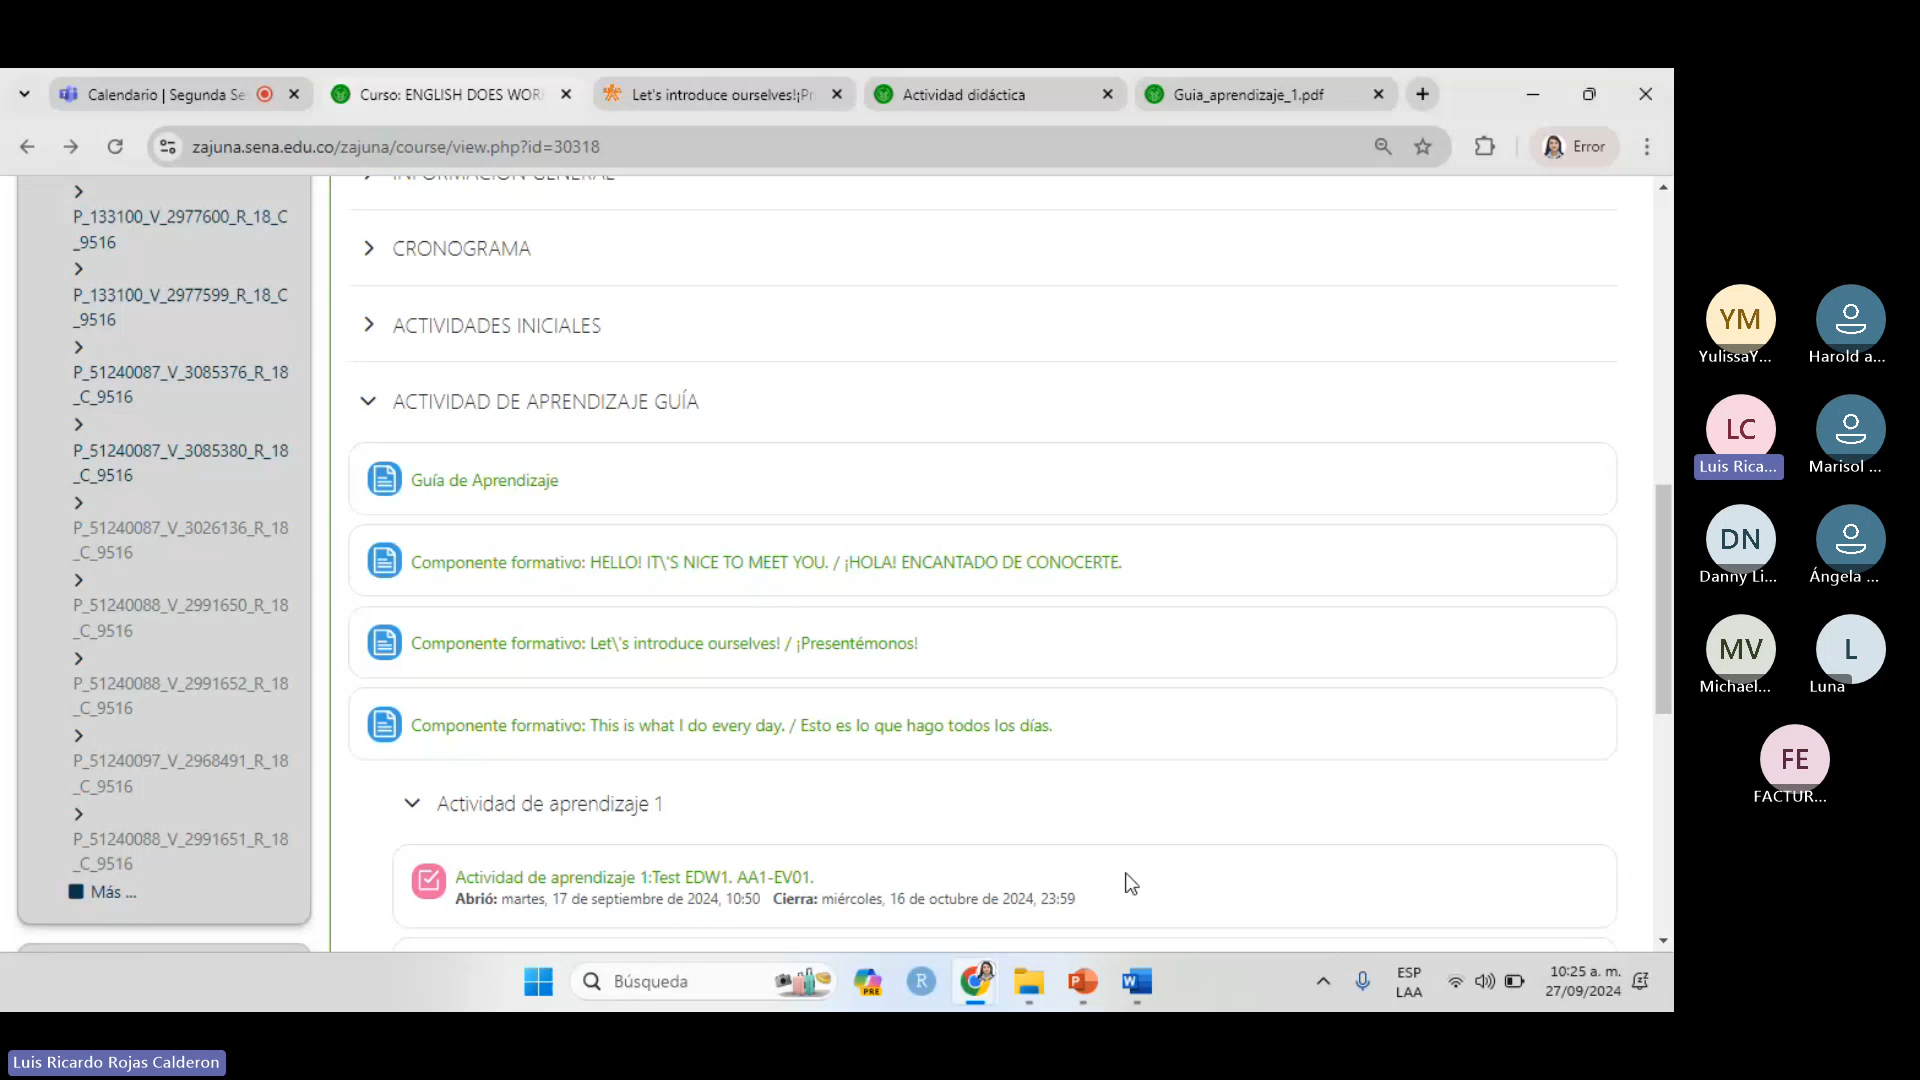 Calendario | Segunda Se
Curso: ENGLISH DOES WOR
Let's introduce ourselves!¡Pr
Actividad didáctica
Guia_aprendizaje_1.pdf
zajuna.sena.edu.co/zajuna/course/view.php?id=30318
Error
P_133100_V_2977600_R_18_C
_9516
P_133100_V_2977599_R_18_C
_9516
P_51240087_V_3085376_R_18
_C_9516
P_51240087_V_3085380_R_18
_C_9516
P_51240087_V_3026136_R_18
_C_9516
P_51240088_V_2991650_R_18
_C_9516
P_51240088_V_2991652_R_18
_C_9516
P_51240097_V_2968491_R_18
_C_9516
P_51240088_V_2991651_R_18
_C_9516
Más ...
INFORMACIÓN GENERAL
CRONOGRAMA
ACTIVIDADES INICIALES
ACTIVIDAD DE APRENDIZAJE GUÍA
Guía de Aprendizaje
Componente formativo: HELLO! IT\'S NICE TO MEET YOU. / ¡HOLA! ENCANTADO DE CONOCERTE.
Componente formativo: Let\'s introduce ourselves! / ¡Presentémonos!
Componente formativo: This is what I do every day. / Esto es lo que hago todos los días.
Actividad de aprendizaje 1
Actividad de aprendizaje 1:Test EDW1. AA1-EV01.
Abrió: martes, 17 de septiembre de 2024, 10:50 Cierra: miércoles, 16 de octubre de 2024, 23:59
YM
YulissaY...
Harold a...
LC
Luis Rica...
Marisol ...
DN
Danny Li...
Ángela ...
MV
Michael...
L
Luna
FE
FACTUR...
Búsqueda
PRE
R
P
W
ESP
LAA
10:25 a. m.
27/09/2024
Luis Ricardo Rojas Calderon